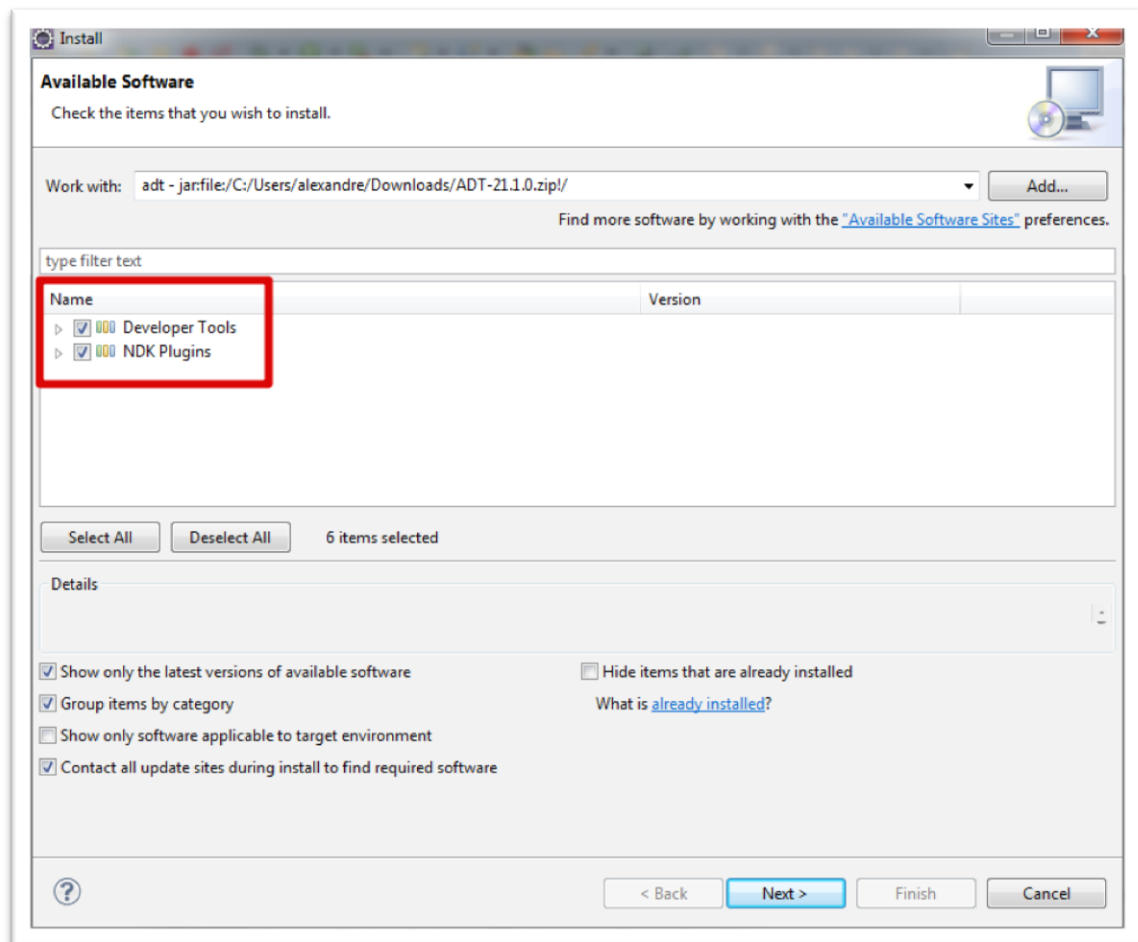 Install
Available Software
Check the items that you wish to install.
Work with: adt - jar:file:/C:/Users/alexandre/Downloads/ADT-21.1.0.zip!/ Add...
Find more software by working with the "Available Software Sites" preferences.
type filter text
Name Version
Developer Tools
NDK Plugins
Select All Deselect All 6 items selected
Details
Show only the latest versions of available software Hide items that are already installed
Group items by category What is already installed?
Show only software applicable to target environment
Contact all update sites during install to find required software
? < Back Next > Finish Cancel